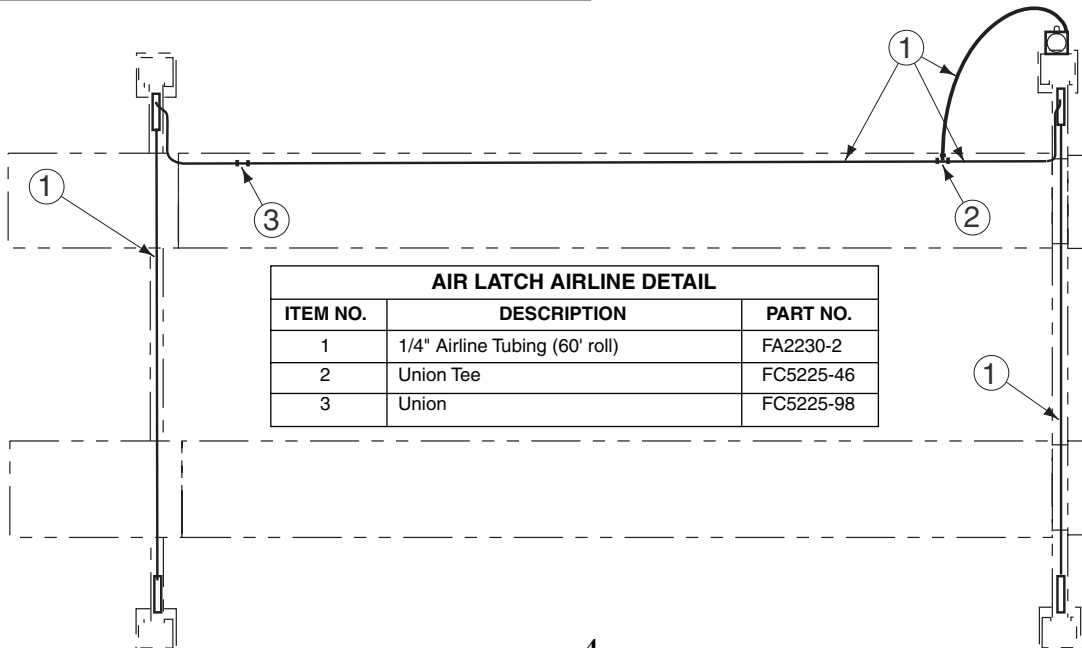 1
1
3
2
AIR LATCH AIRLINE DETAIL
ITEM NO. DESCRIPTION PART NO.
1 1/4" Airline Tubing (60' roll) FA2230-2
2 Union Tee FC5225-46
3 Union FC5225-98
1
4